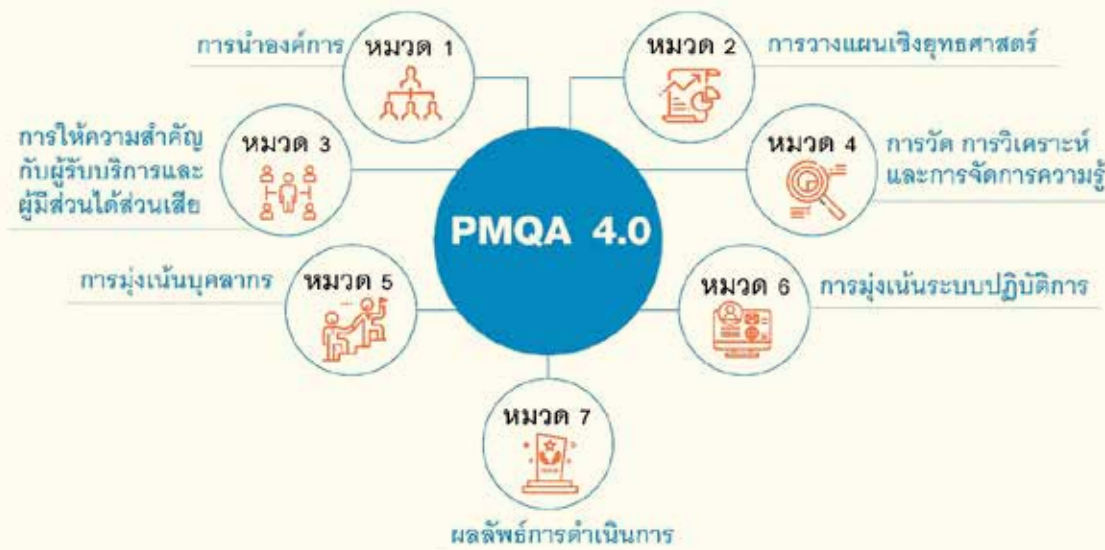 การนำองค์การ
หมวด 1
หมวด 2
การวางแผนเชิงยุทธศาสตร์
การให้ความสำคัญ
กับผู้รับบริการและ
ผู้มีส่วนได้ส่วนเสีย
หมวด 3
หมวด 4
การวัด การวิเคราะห์
และการจัดการความรู้
PMQA 4.0
การมุ่งเน้นบุคลากร
หมวด 5
หมวด 6
การมุ่งเน้นระบบปฏิบัติการ
หมวด 7
ผลลัพธ์การดำเนินการ